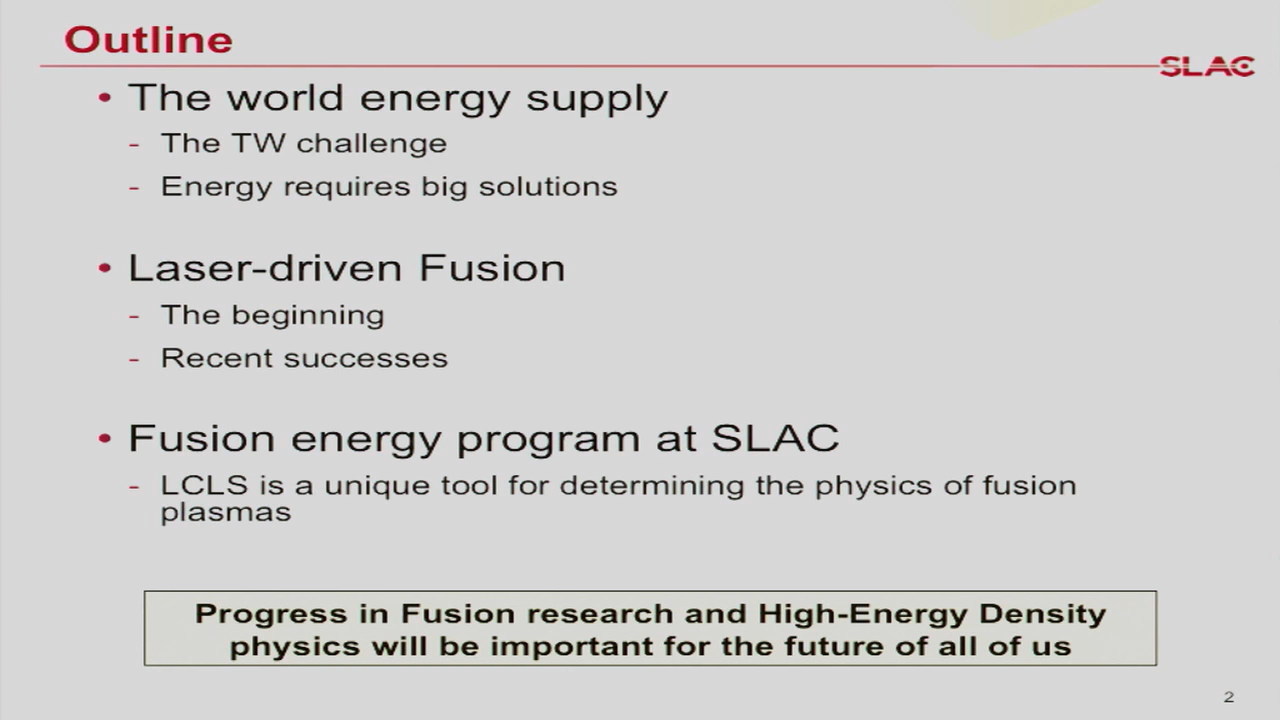 Outline
SLAC
• The world energy supply
- The TW challenge
- Energy requires big solutions
• Laser-driven Fusion
- The beginning
- Recent successes
• Fusion energy program at SLAC
- LCLS is a unique tool for determining the physics of fusion
plasmas
Progress in Fusion research and High-Energy Density
physics will be important for the future of all of us
2